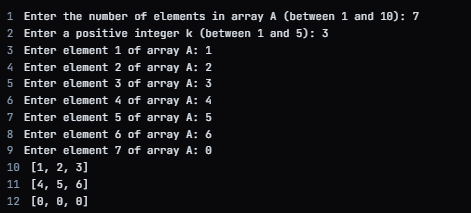 1 Enter the number of elements in array A (between 1 and 10): 7
2 Enter a positive integer k (between 1 and 5): 3
3 Enter element 1 of array A: 1
4 Enter element 2 of array A: 2
5 Enter element 3 of array A: 3
6 Enter element 4 of array A: 4
7 Enter element 5 of array A: 5
8 Enter element 6 of array A: 6
9 Enter element 7 of array A: 0
10 [1, 2, 3]
11 [4, 5, 6]
12 [0, 0, 0]